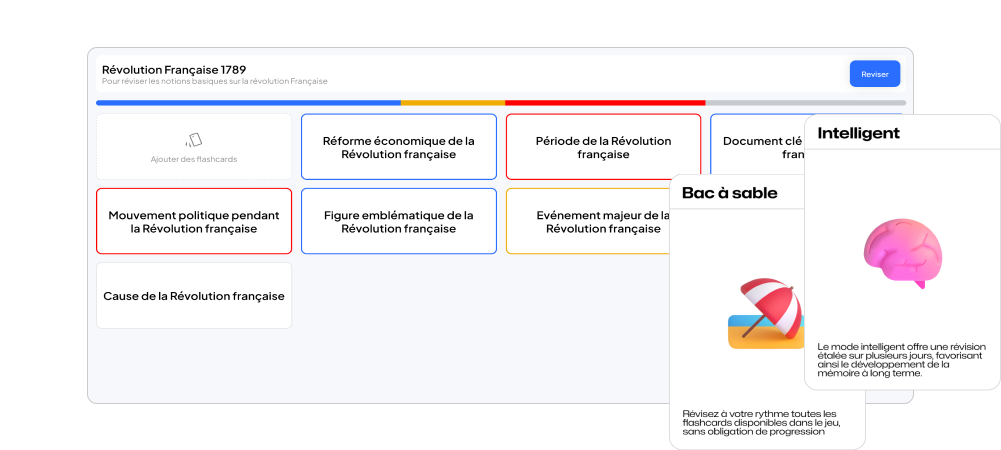 Révolution Française 1789
Pour réviser les notions basiques sur la révolution Française
Reviser
Ajouter des flashcards
Réforme économique de la
Révolution française
Période de la Révolution
française
Document clé
Mouvement politique pendant
la Révolution française
Figure emblématique de la
Révolution française
Evénement majeur de la
Révolution française
Cause de la Révolution française
Bac à sable
Révisez à votre rythme toutes les
flashcards disponibles dans le jeu,
sans obligation de progression
Intelligent
Le mode intelligent offre une révision
étalée sur plusieurs jours, favorisant
ainsi le développement de la
mémoire à long terme.